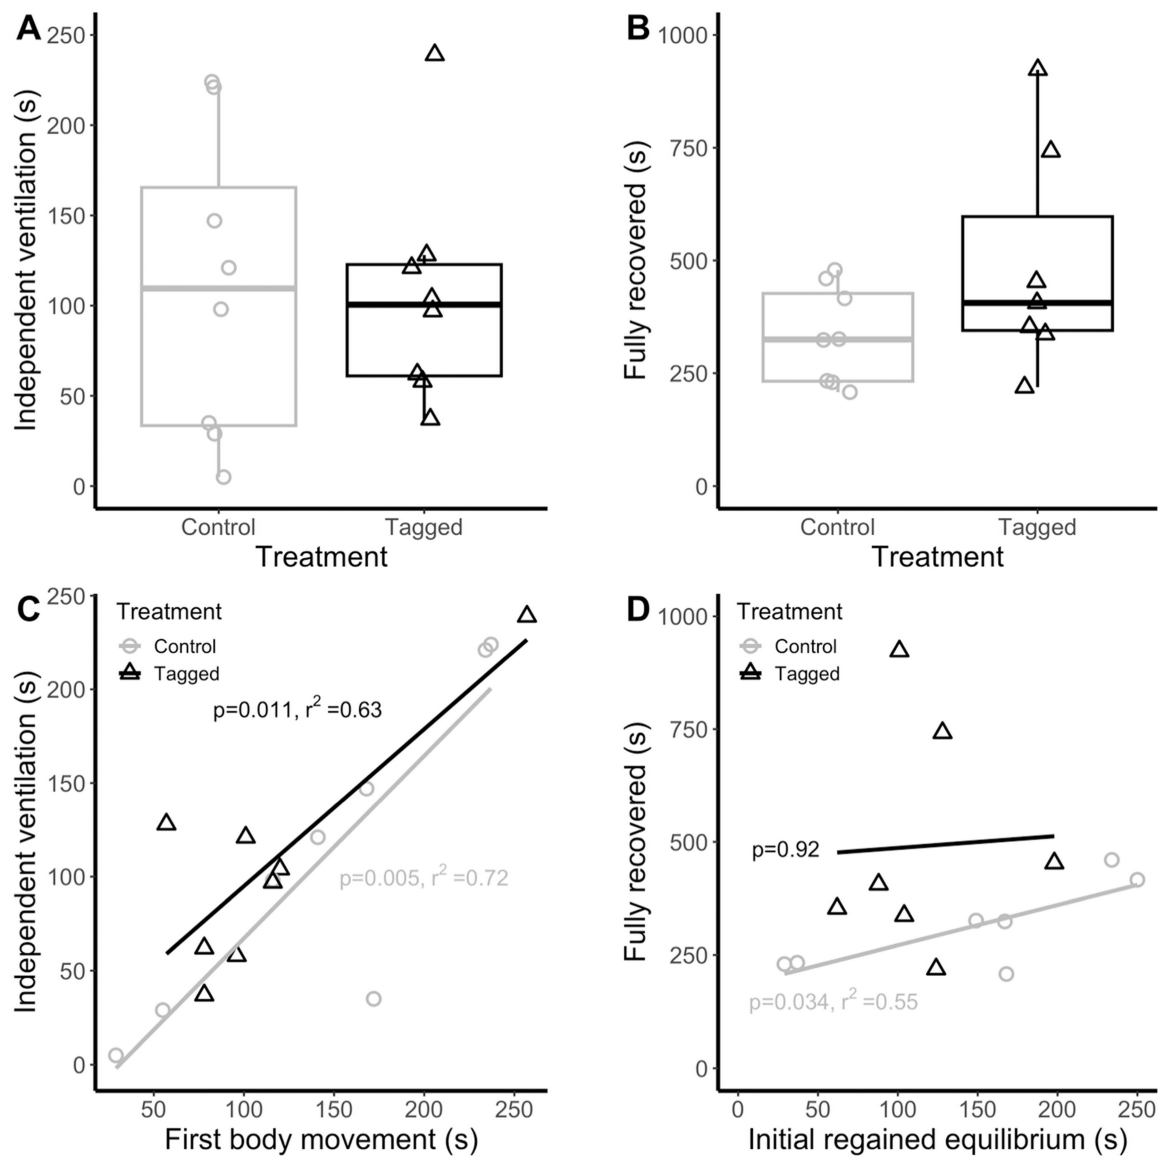 A
Independent ventilation (s)
250
200
150
100
50
0
Control
Tagged
Treatment
B
Fully recovered (s)
1000
750
500
250
0
Control
Tagged
Treatment
C
Independent ventilation (s)
250
200
150
100
50
0
Treatment
Control
Tagged
p=0.011, r2 =0.63
p=0.005, r2 =0.72
50 100 150 200 250
First body movement (s)
D
Fully recovered (s)
1000
750
500
250
0
Treatment
Control
Tagged
p=0.92
p=0.034, r2 =0.55
0 50 100 150 200 250
Initial regained equilibrium (s)